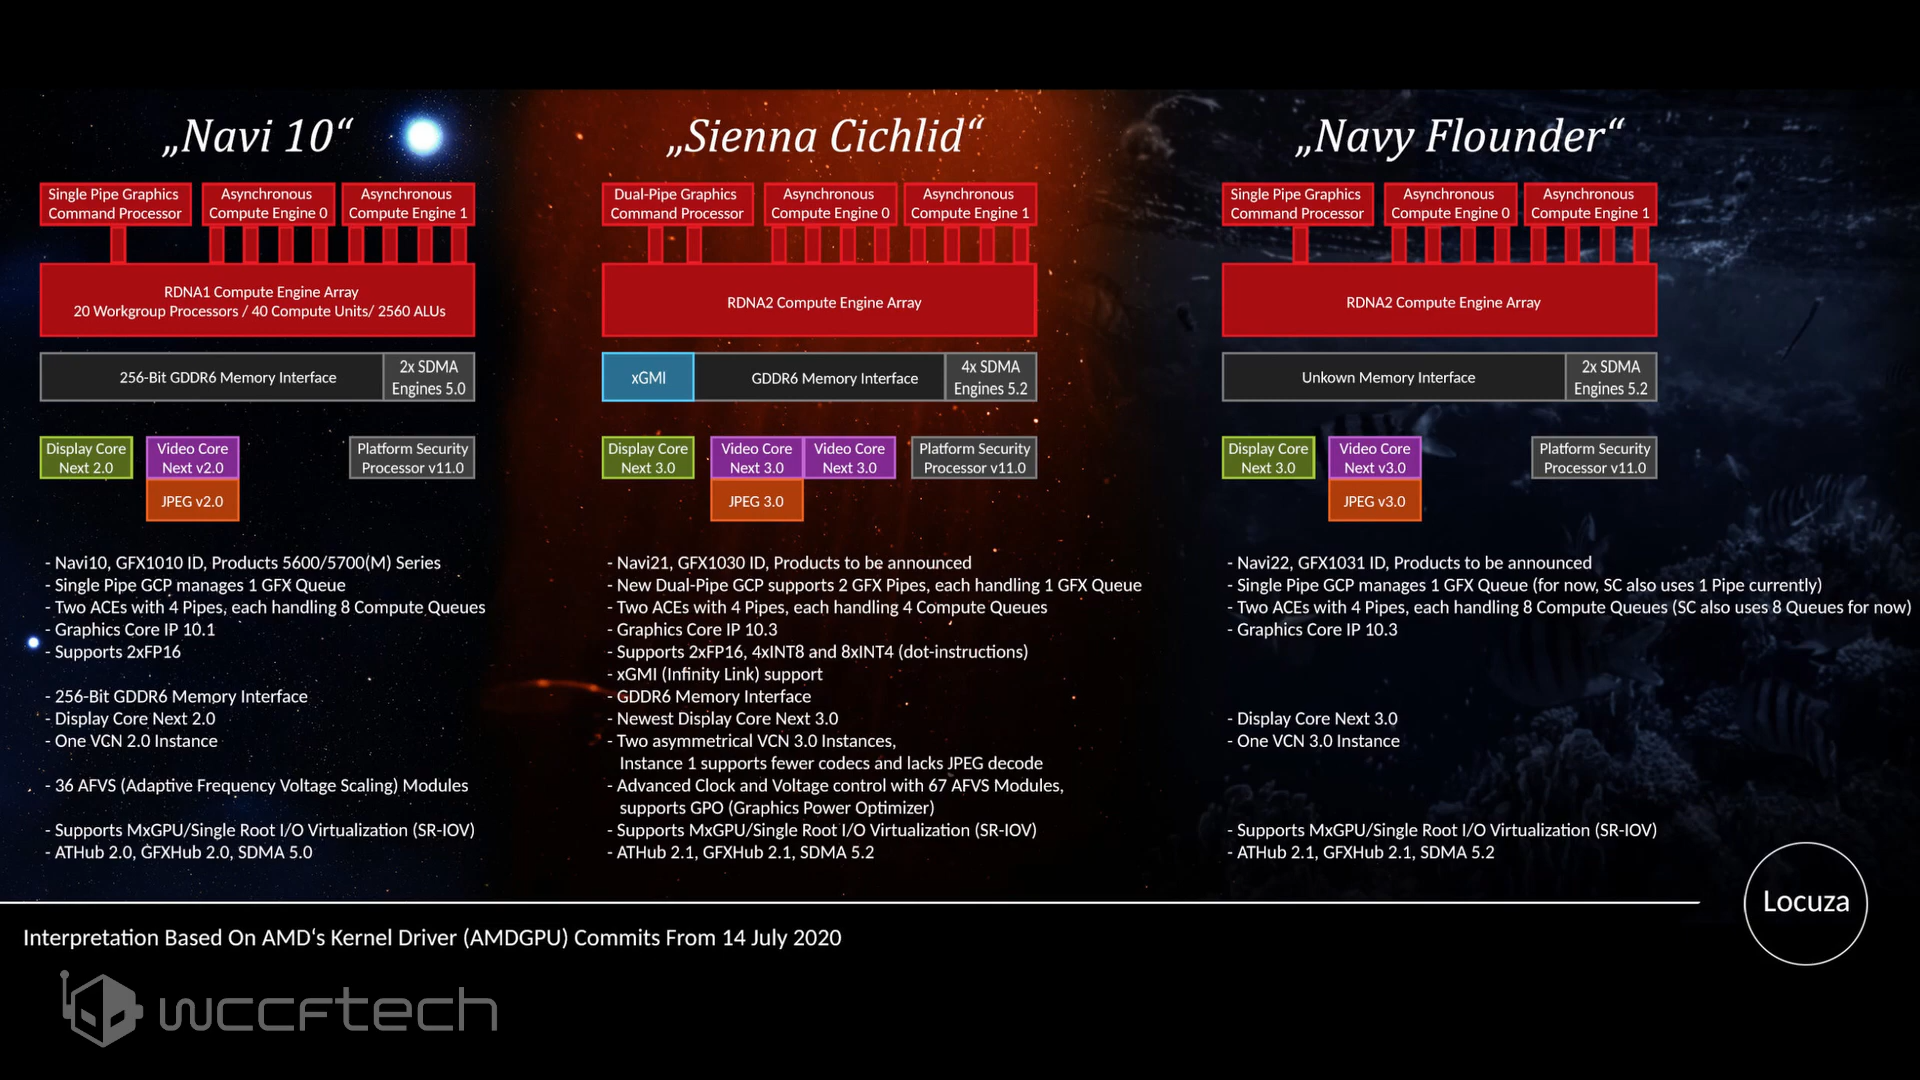 „Navi 10“
Single Pipe Graphics
Command Processor
Asynchronous
Compute Engine 0
Asynchronous
Compute Engine 1
RDNA1 Compute Engine Array
20 Workgroup Processors / 40 Compute Units/ 2560 ALUs
256-Bit GDDR6 Memory Interface
2x SDMA
Engines 5.0
Display Core
Next 2.0
Video Core
Next v2.0
JPEG v2.0
Platform Security
Processor v11.0
- Navi10, GFX1010 ID, Products 5600/5700(M) Series
- Single Pipe GCP manages 1 GFX Queue
- Two ACEs with 4 Pipes, each handling 8 Compute Queues
- Graphics Core IP 10.1
- Supports 2xFP16
- 256-Bit GDDR6 Memory Interface
- Display Core Next 2.0
- One VCN 2.0 Instance
- 36 AFVS (Adaptive Frequency Voltage Scaling) Modules
- Supports MxGPU/Single Root I/O Virtualization (SR-IOV)
- ATHub 2.0, GFXHub 2.0, SDMA 5.0
„Sienna Cichlid“
Dual-Pipe Graphics
Command Processor
Asynchronous
Compute Engine 0
Asynchronous
Compute Engine 1
RDNA2 Compute Engine Array
xGMI
GDDR6 Memory Interface
4x SDMA
Engines 5.2
Display Core
Next 3.0
Video Core
Next 3.0
Video Core
Next 3.0
JPEG 3.0
Platform Security
Processor v11.0
- Navi21, GFX1030 ID, Products to be announced
- New Dual-Pipe GCP supports 2 GFX Pipes, each handling 1 GFX Queue
- Two ACEs with 4 Pipes, each handling 4 Compute Queues
- Graphics Core IP 10.3
- Supports 2xFP16, 4xINT8 and 8xINT4 (dot-instructions)
- xGMI (Infinity Link) support
- GDDR6 Memory Interface
- Newest Display Core Next 3.0
- Two asymmetrical VCN 3.0 Instances,
Instance 1 supports fewer codecs and lacks JPEG decode
- Advanced Clock and Voltage control with 67 AFVS Modules,
supports GPO (Graphics Power Optimizer)
- Supports MxGPU/Single Root I/O Virtualization (SR-IOV)
- ATHub 2.1, GFXHub 2.1, SDMA 5.2
„Navy Flounder“
Single Pipe Graphics
Command Processor
Asynchronous
Compute Engine 0
Asynchronous
Compute Engine 1
RDNA2 Compute Engine Array
Unkown Memory Interface
2x SDMA
Engines 5.2
Display Core
Next 3.0
Video Core
Next v3.0
JPEG v3.0
Platform Security
Processor v11.0
- Navi22, GFX1031 ID, Products to be announced
- Single Pipe GCP manages 1 GFX Queue (for now, SC also uses 1 Pipe currently)
- Two ACEs with 4 Pipes, each handling 8 Compute Queues (SC also uses 8 Queues for now)
- Graphics Core IP 10.3
- Display Core Next 3.0
- One VCN 3.0 Instance
- Supports MxGPU/Single Root I/O Virtualization (SR-IOV)
- ATHub 2.1, GFXHub 2.1, SDMA 5.2
Locuza
Interpretation Based On AMD‘s Kernel Driver (AMDGPU) Commits From 14 July 2020
wccftech